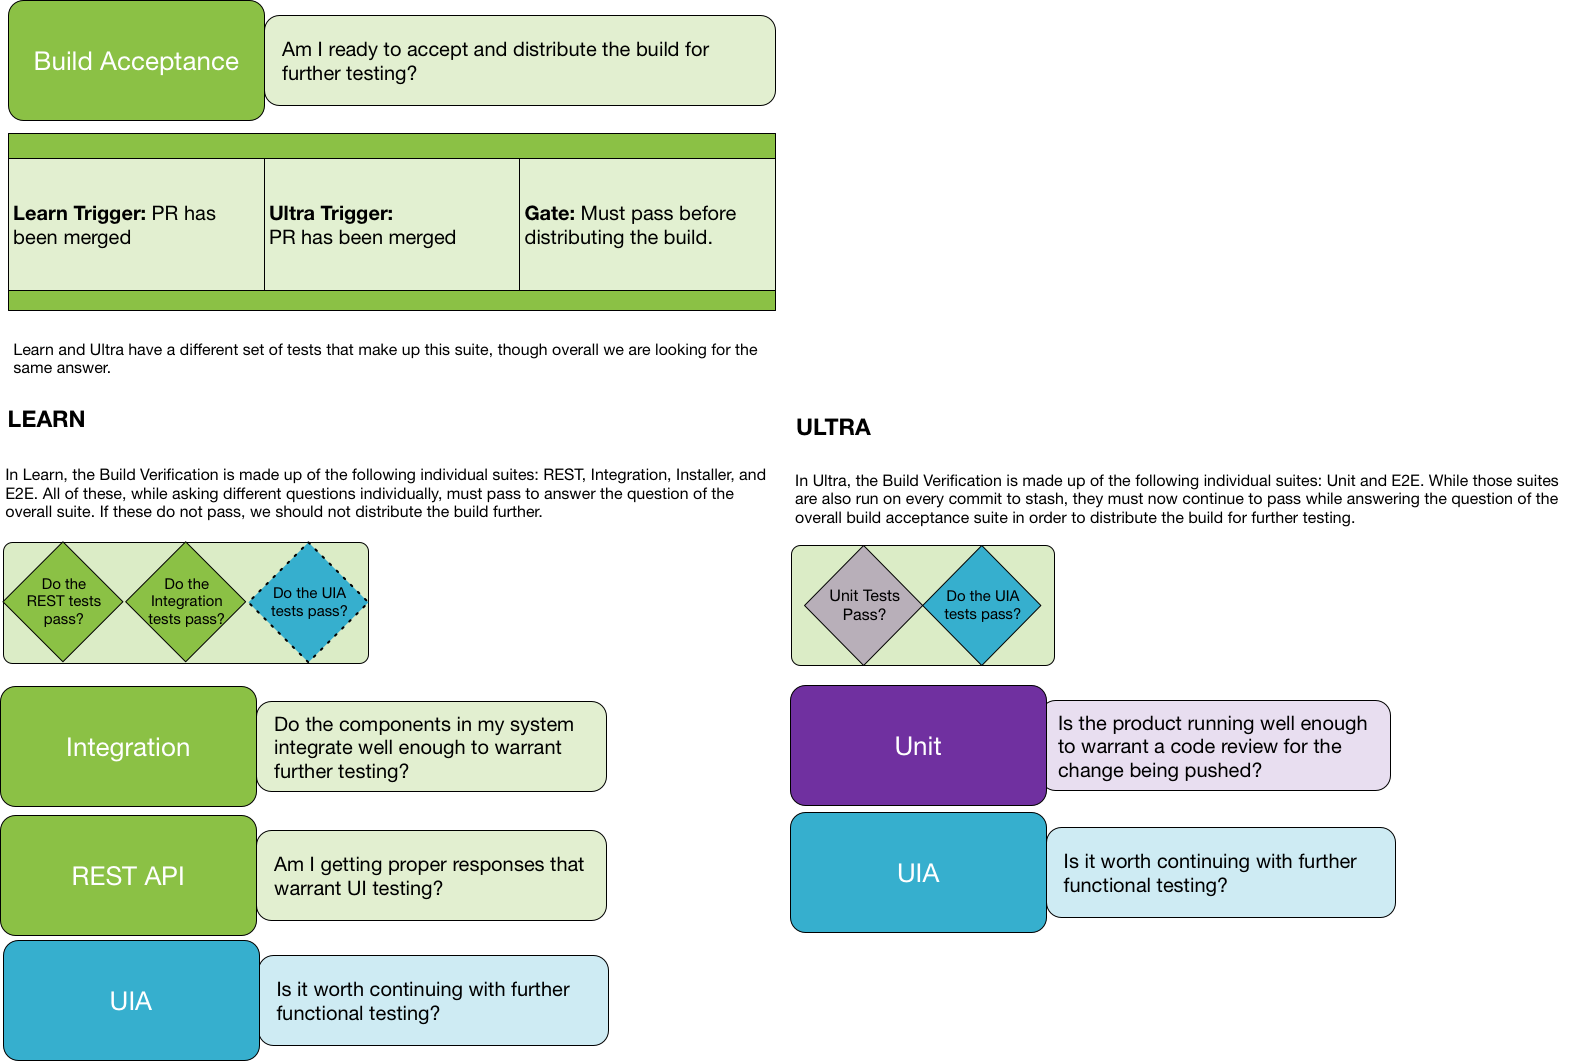 Build Acceptance
Am I ready to accept and distribute the build for
further testing?
Learn Trigger: PR has
been merged
Ultra Trigger:
PR has been merged
Gate: Must pass before
distributing the build.
Learn and Ultra have a different set of tests that make up this suite, though overall we are looking for the
same answer.
LEARN
In Learn, the Build Verification is made up of the following individual suites: REST, Integration, Installer, and
E2E. All of these, while asking different questions individually, must pass to answer the question of the
overall suite. If these do not pass, we should not distribute the build further.
Do the
REST tests
pass?
Do the
Integration
tests pass?
Do the UIA
tests pass?
Integration
Do the components in my system
integrate well enough to warrant
further testing?
REST API
Am I getting proper responses that
warrant UI testing?
UIA
Is it worth continuing with further
functional testing?
ULTRA
In Ultra, the Build Verification is made up of the following individual suites: Unit and E2E. While those suites
are also run on every commit to stash, they must now continue to pass while answering the question of the
overall build acceptance suite in order to distribute the build for further testing.
Unit Tests
Pass?
Do the UIA
tests pass?
Unit
Is the product running well enough
to warrant a code review for the
change being pushed?
UIA
Is it worth continuing with further
functional testing?